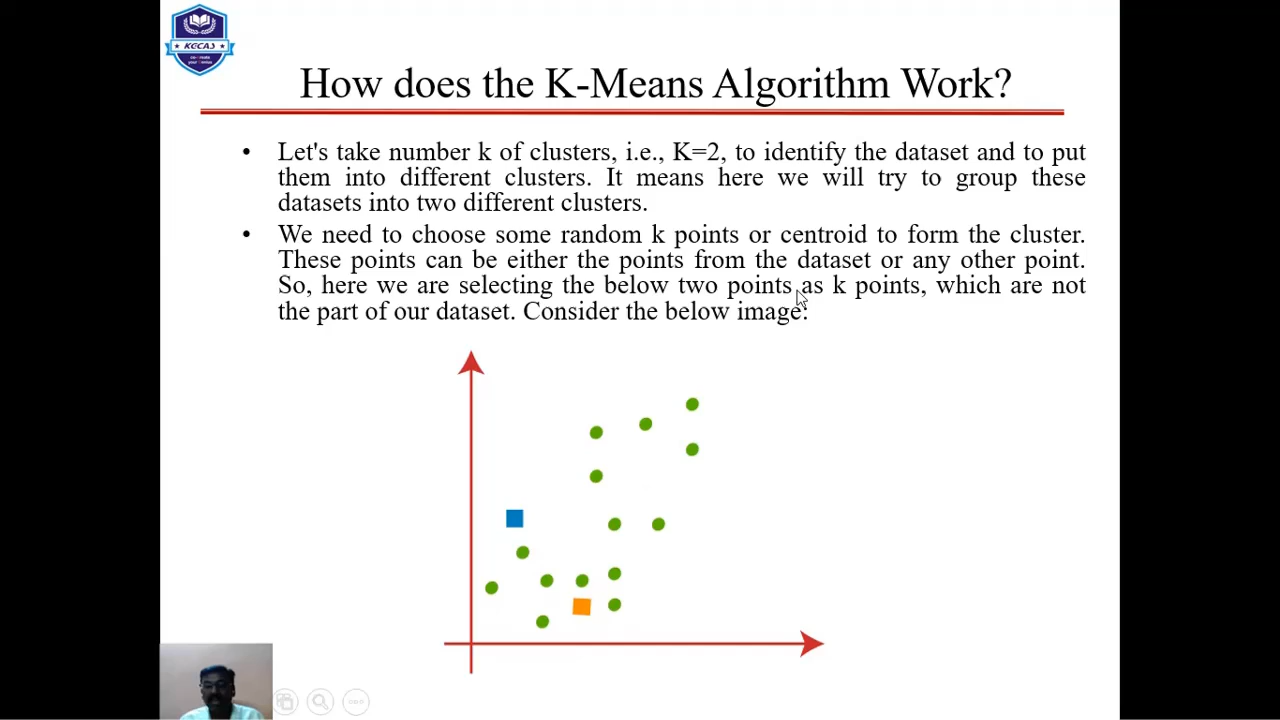 KGCAS
How does the K-Means Algorithm Work?
• Let's take number k of clusters, i.e., K=2, to identify the dataset and to put
them into different clusters. It means here we will try to group these
datasets into two different clusters.
• We need to choose some random k points or centroid to form the cluster.
These points can be either the points from the dataset or any other point.
So, here we are selecting the below two points as k points, which are not
the part of our dataset. Consider the below image: